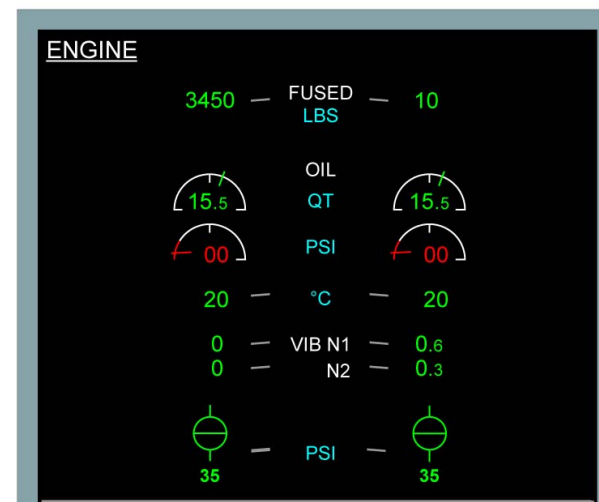 ENGINE
3450 FUSED 10
LBS
OIL
15.5 QT 15.5
00 PSI 00
20 °C 20
0 VIB N1 0.6
0 N2 0.3
PSI
35 35